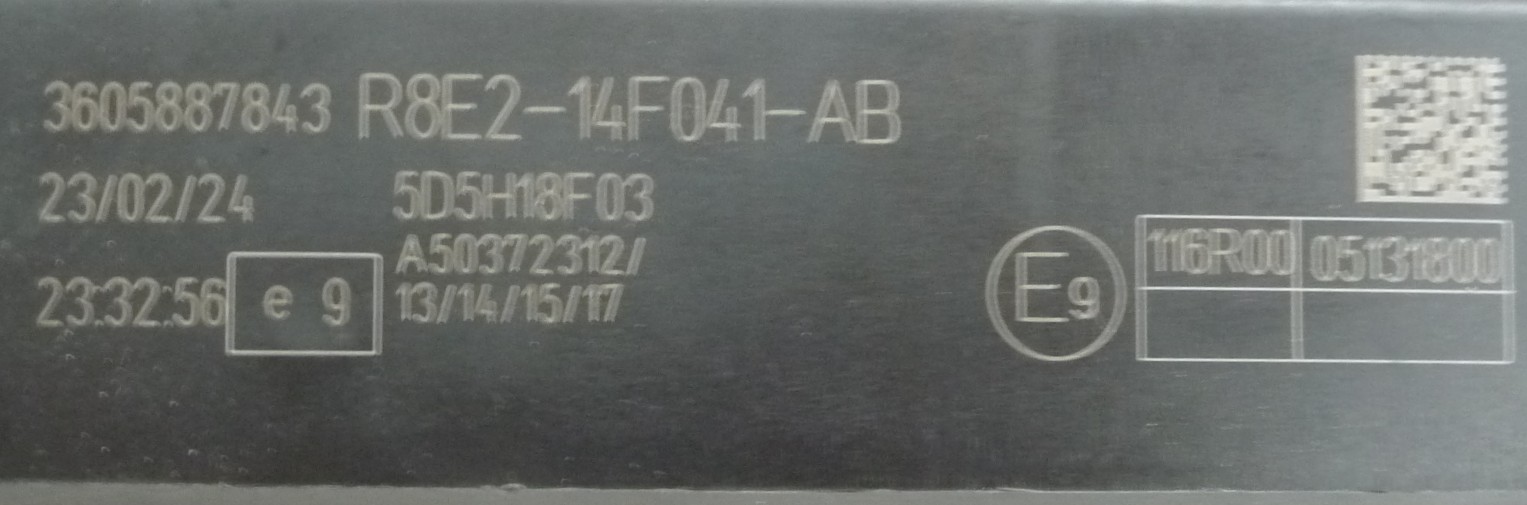 3605887843 R8E2-14F041-AB
23/02/24 5D5H18F03
A50372312/
23:32:56 e 9 13/14/15/17
E9 116R00 05131800